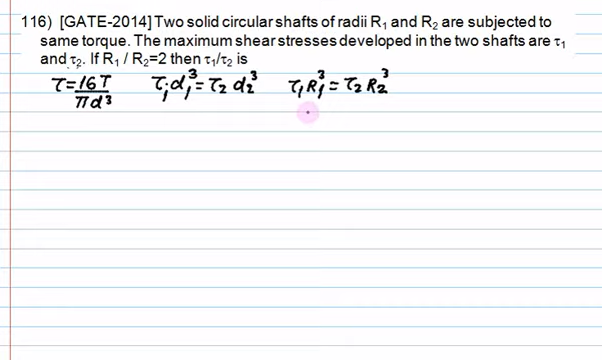 116) [GATE-2014] Two solid circular shafts of radii R₁ and R₂ are subjected to
same torque. The maximum shear stresses developed in the two shafts are τ₁
and τ₂. If R₁ / R₂=2 then τ₁/τ₂ is
τ=16T/πd³ τ₁d₁³=τ₂ d₂³ τ₁R₁³=τ₂R₂³